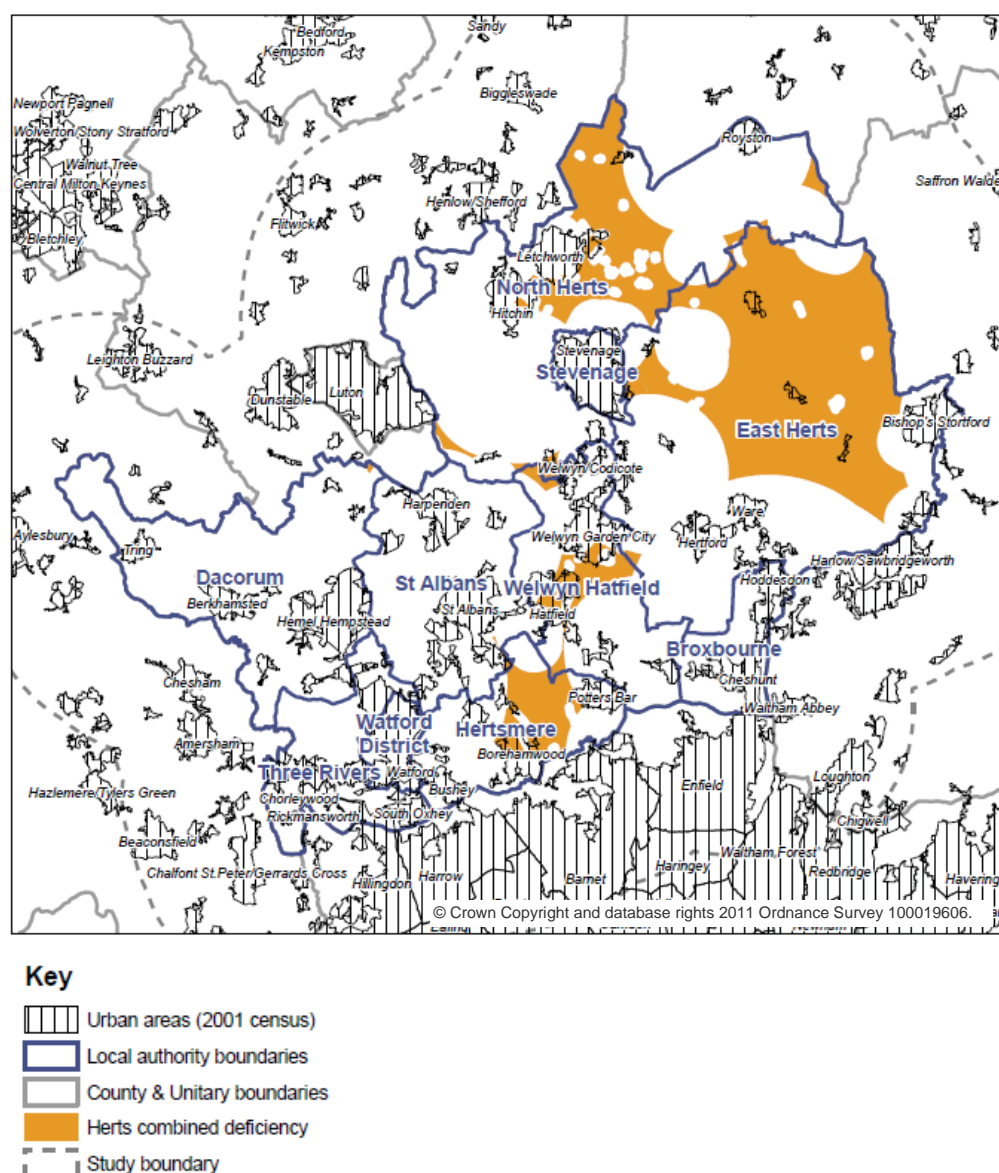 Bedford
Kempston
Sandy
Biggleswade
Newport Pagnell
Wolverton/Stony Stratford
Walnut Tree
Central Milton Keynes
Bletchley
Royston
Saffron Walde
Henlow/Shefford
Flitwick
Letchworth
North Herts
Hitchin
Leighton Buzzard
Stevenage
Stevenage
Dunstable
Luton
East Herts
Bishop's Stortford
Welwyn/Codicote
Harpenden
Ware
Welwyn Garden City
Hertford
Aylesbury
Tring
Harlow/Sawbridgeworth
Dacorum
St Albans
Welwyn Hatfield
Hoddesdon
Berkhamsted
St Albans
Hatfield
Hemel Hempstead
Broxbourne
Chesham
Cheshunt
Potters Bar
Waltham Abbey
Watford
District
Hertsmere
Amersham
Borehamwood
Three Rivers
Watford
Loughton
Enfield
Hazlemere/Tylers Green
Chorleywood
Bushey
Rickmansworth
South Oxhey
Chigwell
Beaconsfield
Waltham Forest
Haringey
Chalfont St.Peter/Gerrards Cross
Hillingdon
Harrow
Barnet
Redbridge
Havering
© Crown Copyright and database rights 2011 Ordnance Survey 100019606.
Key
Urban areas (2001 census)
Local authority boundaries
County & Unitary boundaries
Herts combined deficiency
Study boundary